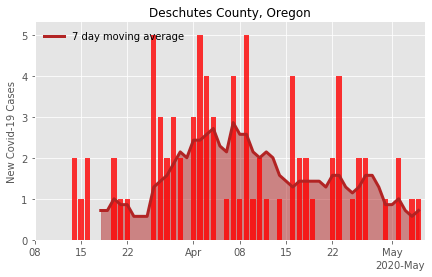 Deschutes County, Oregon
7 day moving average
New Covid-19 Cases
5
4
3
2
1
0
08 15 22 Apr 08 15 22 May
2020-May